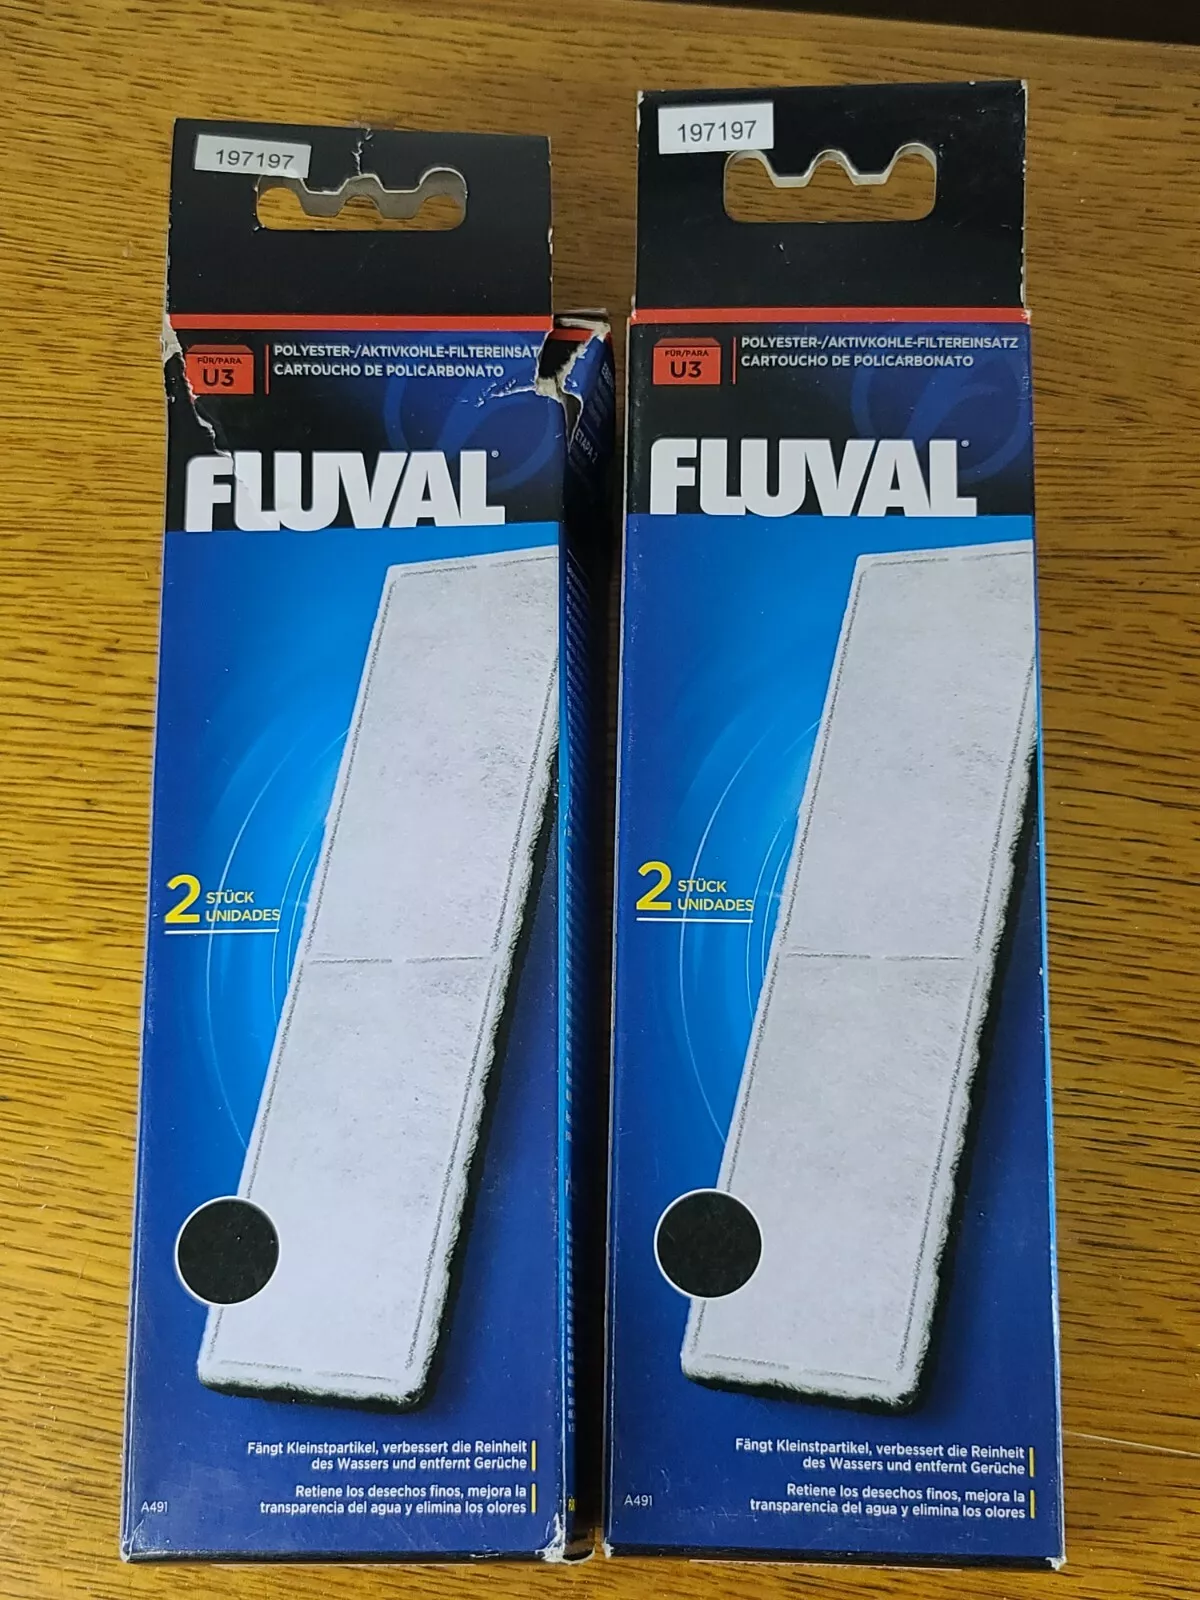 197197
FÜR/PARA
U3
POLYESTER-/AKTIVKOHLE-FILTEREINSAT
CARTOUCHO DE POLICARBONATO
FLUVAL®
ETAPA 2
2 STÜCK
UNIDADES
Fängt Kleinstpartikel, verbessert die Reinheit
des Wassers und entfernt Gerüche
Retiene los desechos finos, mejora la
transparencia del agua y elimina los olores
A491
197197
FÜR/PARA
U3
POLYESTER-/AKTIVKOHLE-FILTEREINSATZ
CARTOUCHO DE POLICARBONATO
FLUVAL®
2 STÜCK
UNIDADES
Fängt Kleinstpartikel, verbessert die Reinheit
des Wassers und entfernt Gerüche
Retiene los desechos finos, mejora la
transparencia del agua y elimina los olores
A491